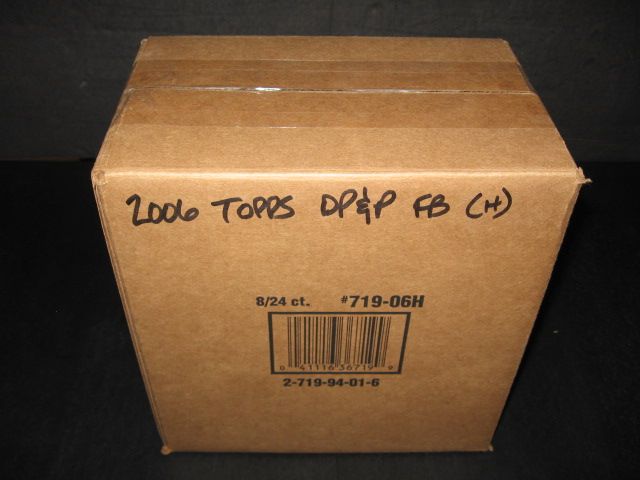 2006 TOPPS DP&P FB (H)
8/24 ct. #719-06H
0 41116 36719 9
2-719-94-01-6